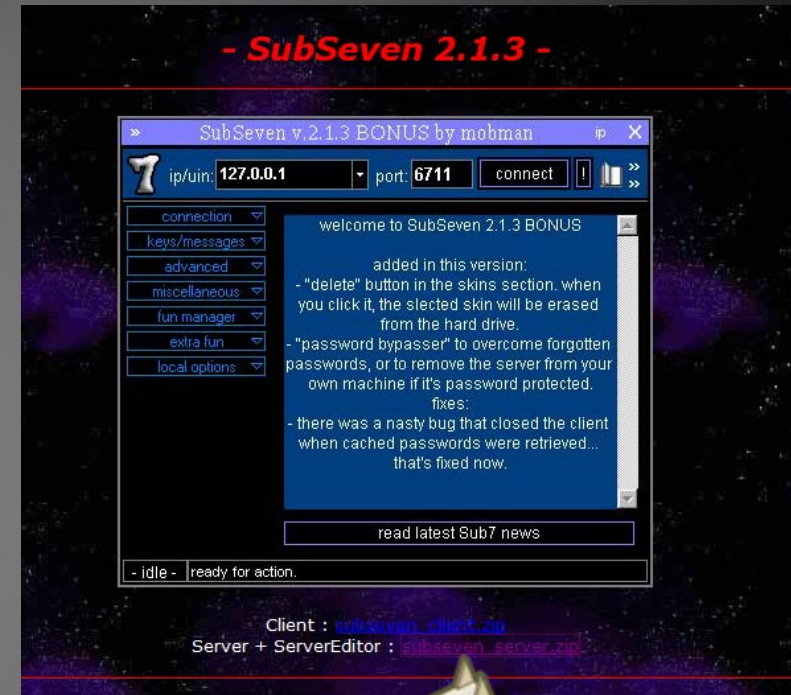 - SubSeven 2.1.3 -
» SubSeven v.2.1.3 BONUS by mobman ip X
7 ip/uin: 127.0.0.1 port: 6711 connect ! »
»
connection
keys/messages
advanced
miscellaneous
fun manager
extra fun
local options
welcome to SubSeven 2.1.3 BONUS
added in this version:
- "delete" button in the skins section. when
you click it, the slected skin will be erased
from the hard drive.
- "password bypasser" to overcome forgotten
passwords, or to remove the server from your
own machine if it's password protected.
fixes:
- there was a nasty bug that closed the client
when cached passwords were retrieved...
that's fixed now.
read latest Sub7 news
- idle - ready for action.
Client : subseven_client.zip
Server + ServerEditor : subseven_server.zip